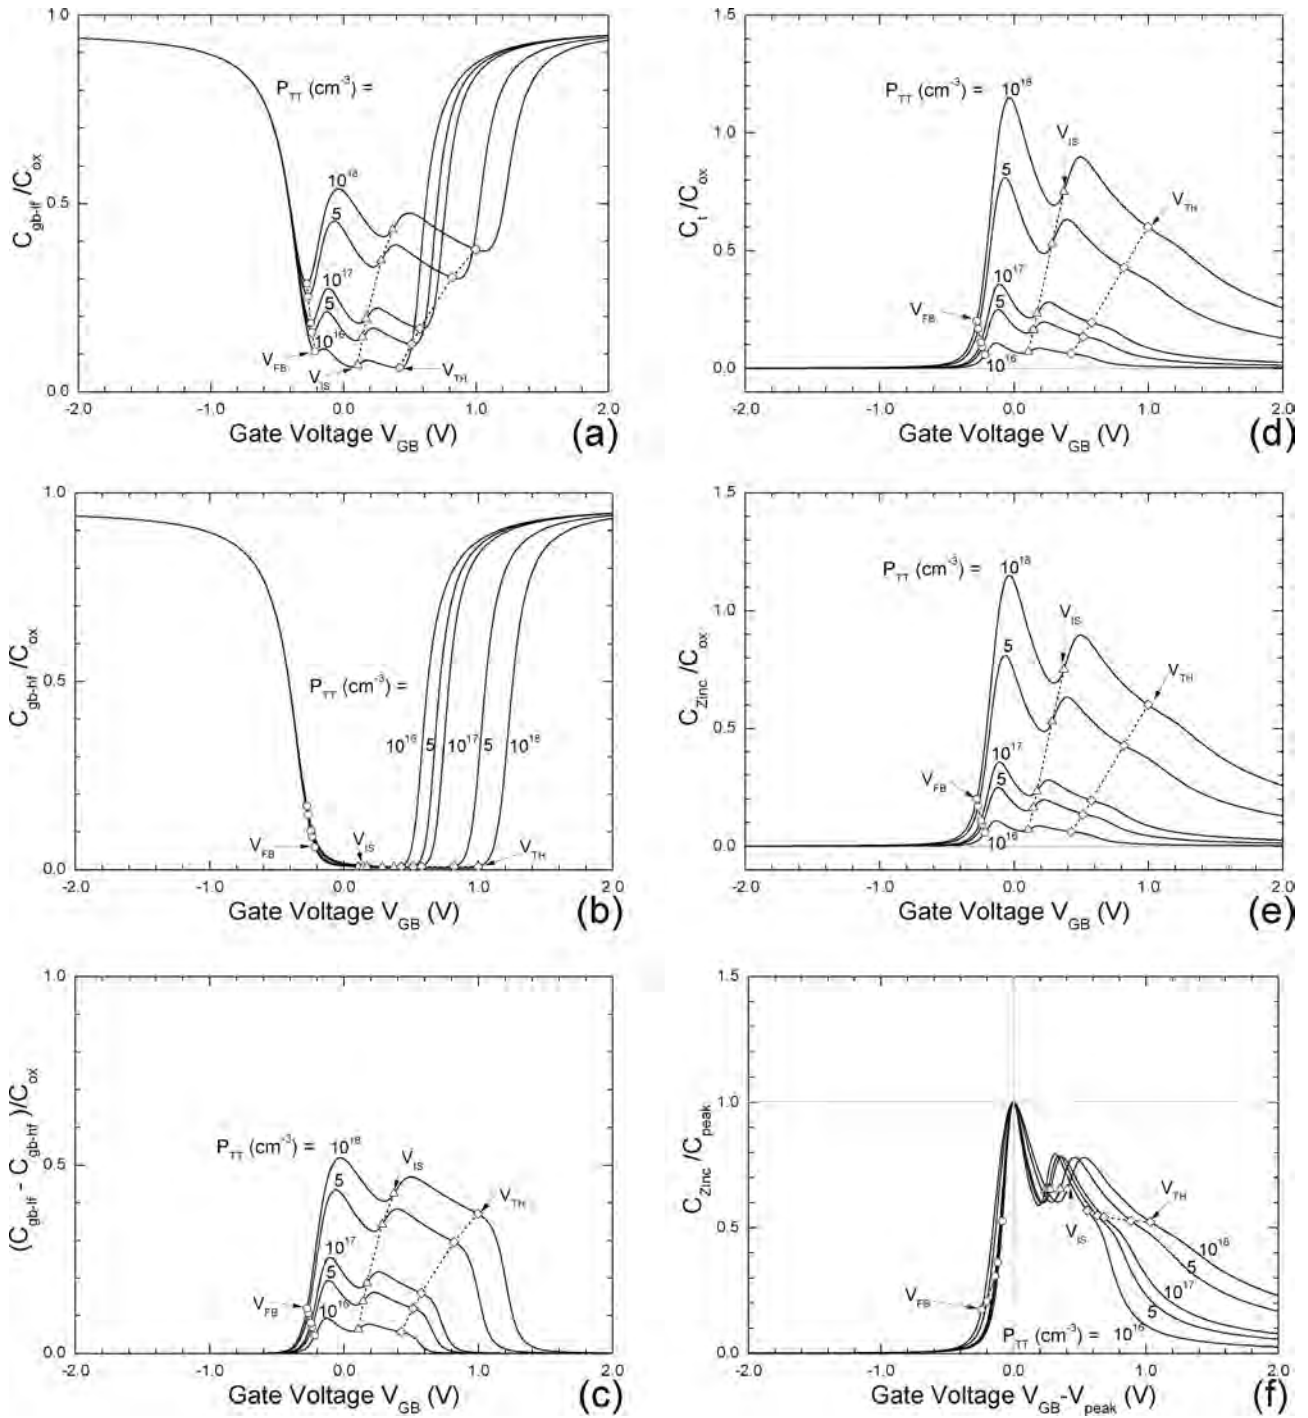 1.0
C_gb-lf /C_ox
0.5
0.0
P_TT (cm^-3) =
10^18
5
10^17
5
10^16
V_FB
V_IS
V_TH
-2.0 -1.0 0.0 1.0 2.0
Gate Voltage V_GB (V)
(a)
1.5
1.0
C_t/C_ox
0.5
0.0
P_TT (cm^-3) = 10^18
V_IS
5
V_TH
10^17
5
V_FB
10^16
-2.0 -1.0 0.0 1.0 2.0
Gate Voltage V_GB (V)
(d)
1.0
C_gb-hf /C_ox
0.5
0.0
P_TT (cm^-3) =
10^16 5 10^17 5 10^18
V_FB
V_IS
V_TH
-2.0 -1.0 0.0 1.0 2.0
Gate Voltage V_GB (V)
(b)
1.5
1.0
C_Zinc /C_ox
0.5
0.0
P_TT (cm^-3) = 10^18
V_IS
5
V_TH
10^17
5
V_FB
10^16
-2.0 -1.0 0.0 1.0 2.0
Gate Voltage V_GB (V)
(e)
1.0
(C_gb-lf - C_gb-hf)/C_ox
0.5
0.0
P_TT (cm^-3) = 10^18
V_IS
5
V_TH
10^17
5
V_FB
10^16
-2.0 -1.0 0.0 1.0 2.0
Gate Voltage V_GB (V)
(c)
1.5
1.0
C_Zinc /C_peak
0.5
0.0
V_TH
V_IS
10^18
5
V_FB
10^17
5
P_TT (cm^-3) = 10^16
-2.0 -1.0 0.0 1.0 2.0
Gate Voltage V_GB-V_peak (V)
(f)